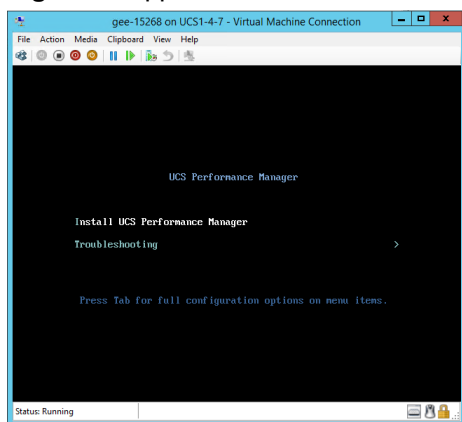 gee-15268 on UCS1-4-7 - Virtual Machine Connection
File Action Media Clipboard View Help
UCS Performance Manager
Install UCS Performance Manager
Troubleshooting >
Press Tab for full configuration options on menu items.
Status: Running